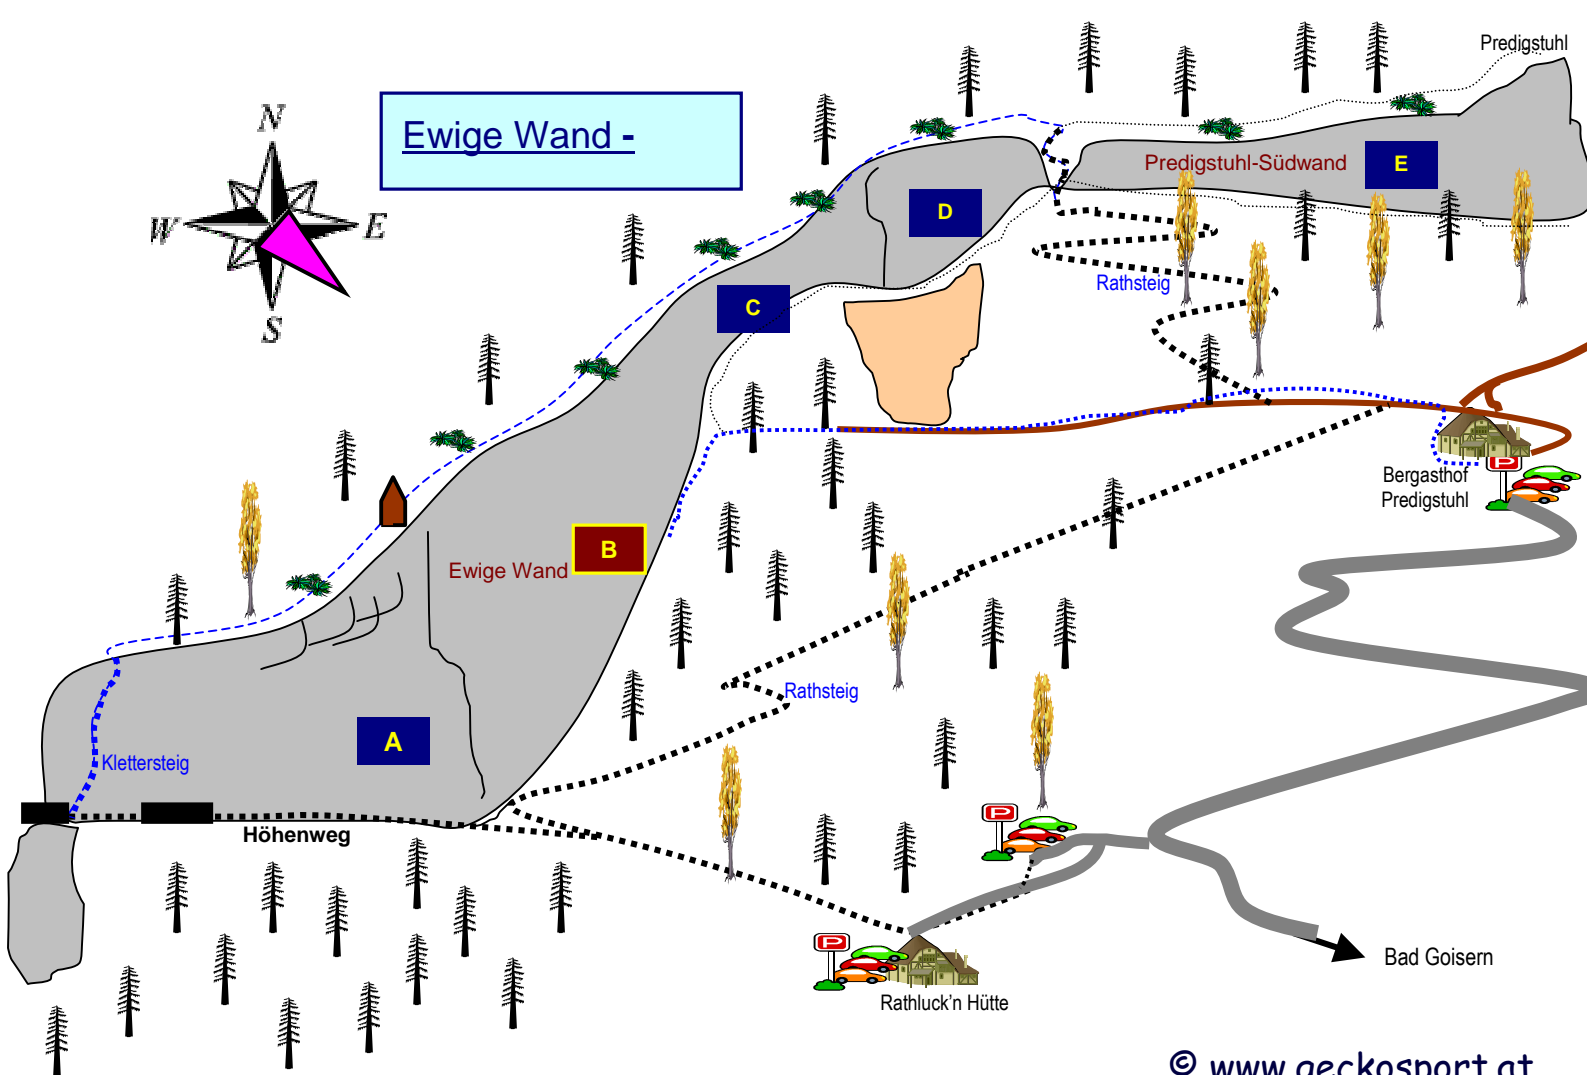 Predigstuhl
N
W
E
S
Ewige Wand -
Predigstuhl-Südwand
E
D
Rathsteig
C
Bergasthof
Predigstuhl
P
B
Ewige Wand
Rathsteig
A
Klettersteig
Höhenweg
P
P
Bad Goisern
Rathluck'n Hütte
© www.geckosport.at